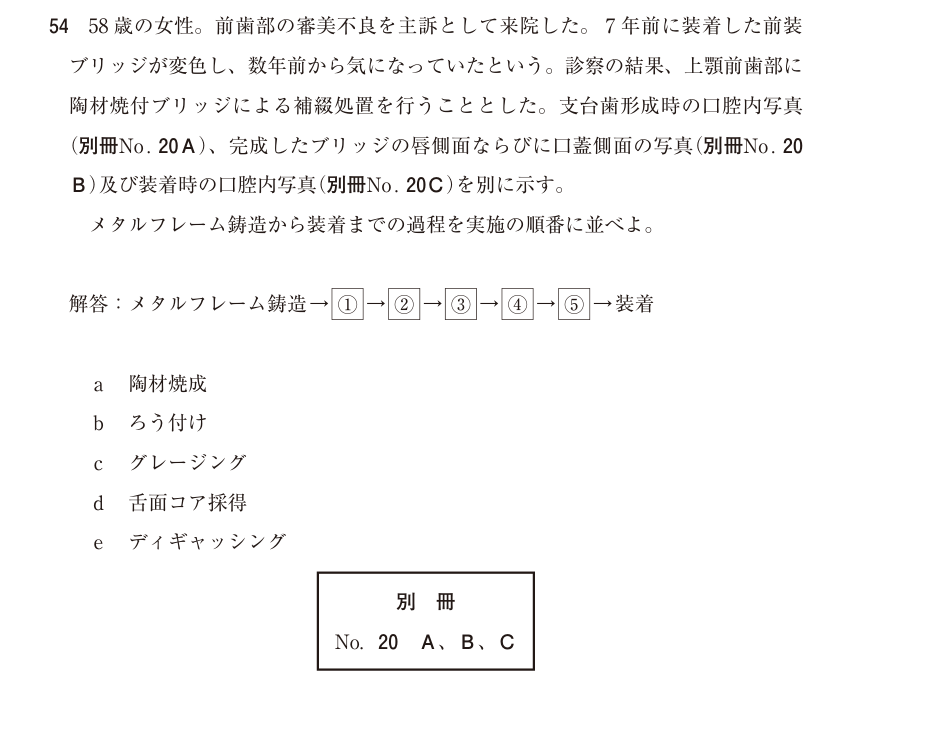 54 58歳の女性。前歯部の審美不良を主訴として来院した。7年前に装着した前装
ブリッジが変色し、数年前から気になっていたという。診察の結果、上顎前歯部に
陶材焼付ブリッジによる補綴処置を行うこととした。支台歯形成時の口腔内写真
(別冊No. 20A)、完成したブリッジの唇側面ならびに口蓋側面の写真(別冊No. 20
B)及び装着時の口腔内写真(別冊No. 20C)を別に示す。
メタルフレーム鋳造から装着までの過程を実施の順番に並べよ。
解答：メタルフレーム鋳造→①→②→③→④→⑤→装着
a 陶材焼成
b ろう付け
c グレージング
d 舌面コア採得
e ディギャッシング
別 冊
No. 20 A、B、C